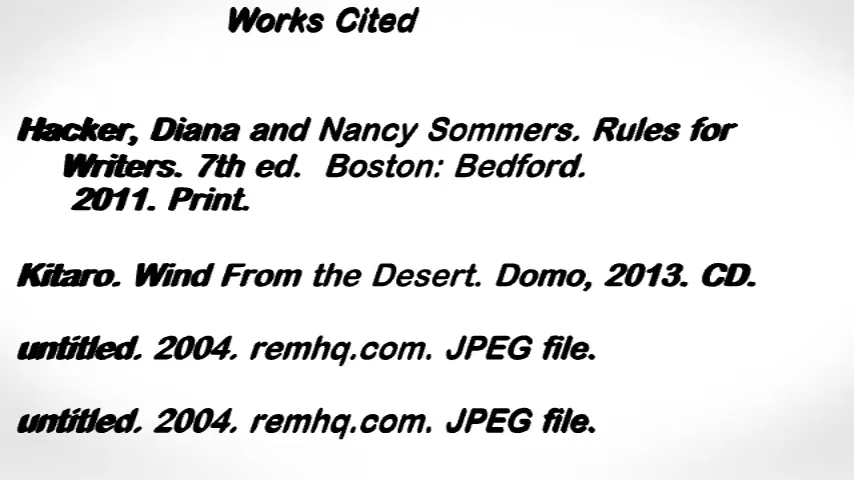 Works Cited
Hacker, Diana and Nancy Sommers. Rules for
Writers. 7th ed. Boston: Bedford.
2011. Print.
Kitaro. Wind From the Desert. Domo, 2013. CD.
untitled. 2004. remhq.com. JPEG file.
untitled. 2004. remhq.com. JPEG file.